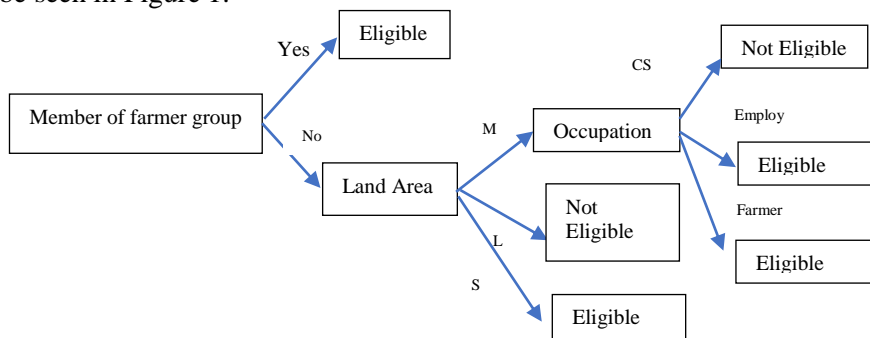 be seen in Figure 1.
Eligible
Yes
Not Eligible
CS
Member of farmer group
Employ
No
M
Occupation
Eligible
Land Area
Not
Eligible
Farmer
L
Eligible
S
Eligible